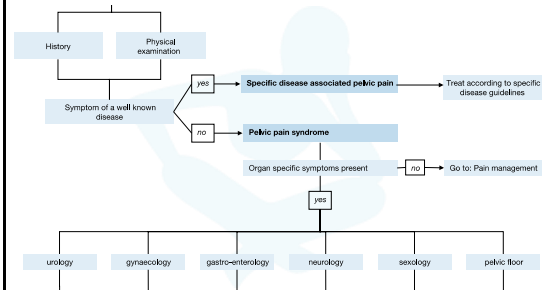 History
Physical
examination
Symptom of a well known
disease
yes
Specific disease associated pelvic pain
Treat according to specific
disease guidelines
no
Pelvic pain syndrome
Organ specific symptoms present
no
Go to: Pain management
yes
urology
gynaecology
gastro-enterology
neurology
sexology
pelvic floor